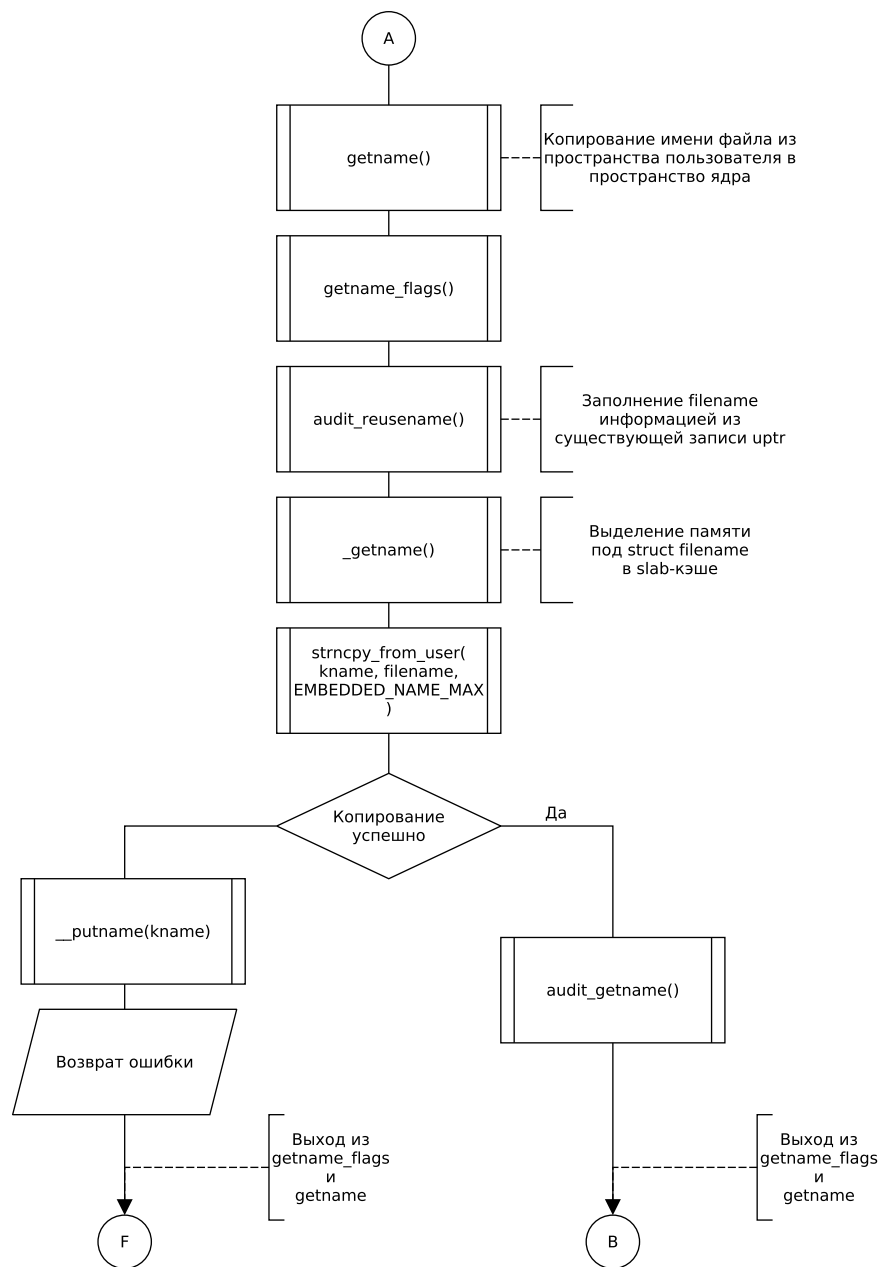 A
getname()
Копирование имени файла из
пространства пользователя в
пространство ядра
getname_flags()
audit_reusename()
Заполнение filename
информацией из
существующей записи uptr
_getname()
Выделение памяти
под struct filename
в slab-кэше
strncpy_from_user(
kname, filename,
EMBEDDED_NAME_MAX
)
Копирование
успешно
Да
__putname(kname)
audit_getname()
Возврат ошибки
Выход из
getname_flags
и
getname
Выход из
getname_flags
и
getname
F
B